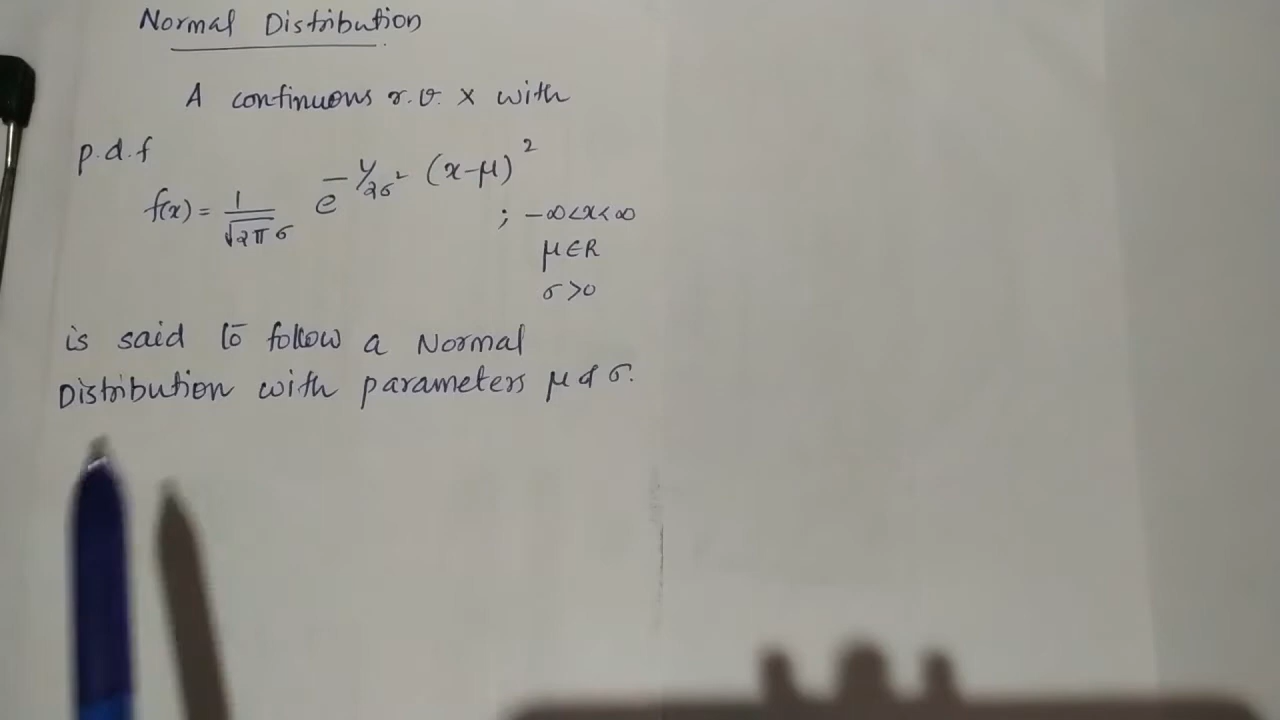 Normal Distribution
A continuous r.v. X with
p.d.f
f(x) = 1/√2π σ e^(-1/2σ² (x-μ)²) ; -∞<x<∞
μ∈R
σ>0
is said to follow a Normal
Distribution with parameters μ & σ.